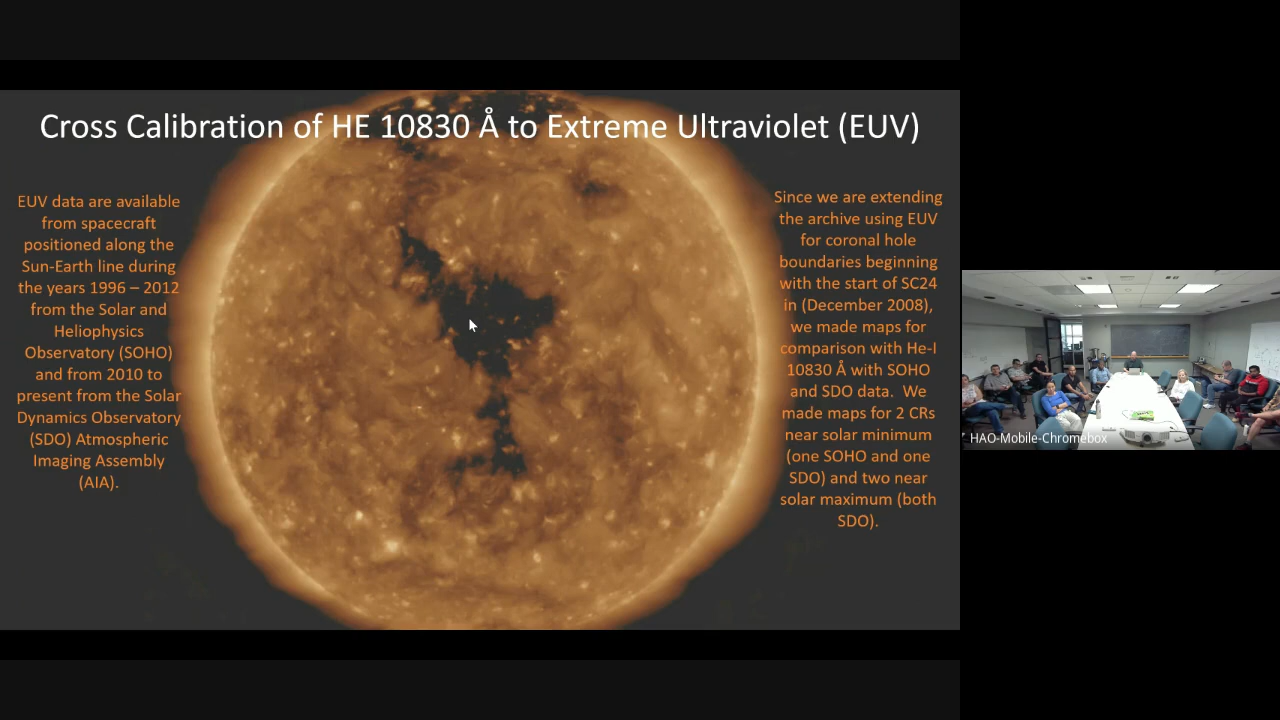 Cross Calibration of HE 10830 Å to Extreme Ultraviolet (EUV)
EUV data are available
from spacecraft
positioned along the
Sun-Earth line during
the years 1996 – 2012
from the Solar and
Heliophysics
Observatory (SOHO)
and from 2010 to
present from the Solar
Dynamics Observatory
(SDO) Atmospheric
Imaging Assembly
(AIA).
Since we are extending
the archive using EUV
for coronal hole
boundaries beginning
with the start of SC24
in (December 2008),
we made maps for
comparison with He-I
10830 Å with SOHO
and SDO data. We
made maps for 2 CRs
near solar minimum
(one SOHO and one
SDO) and two near
solar maximum (both
SDO).
HAO-Mobile-Chromebox